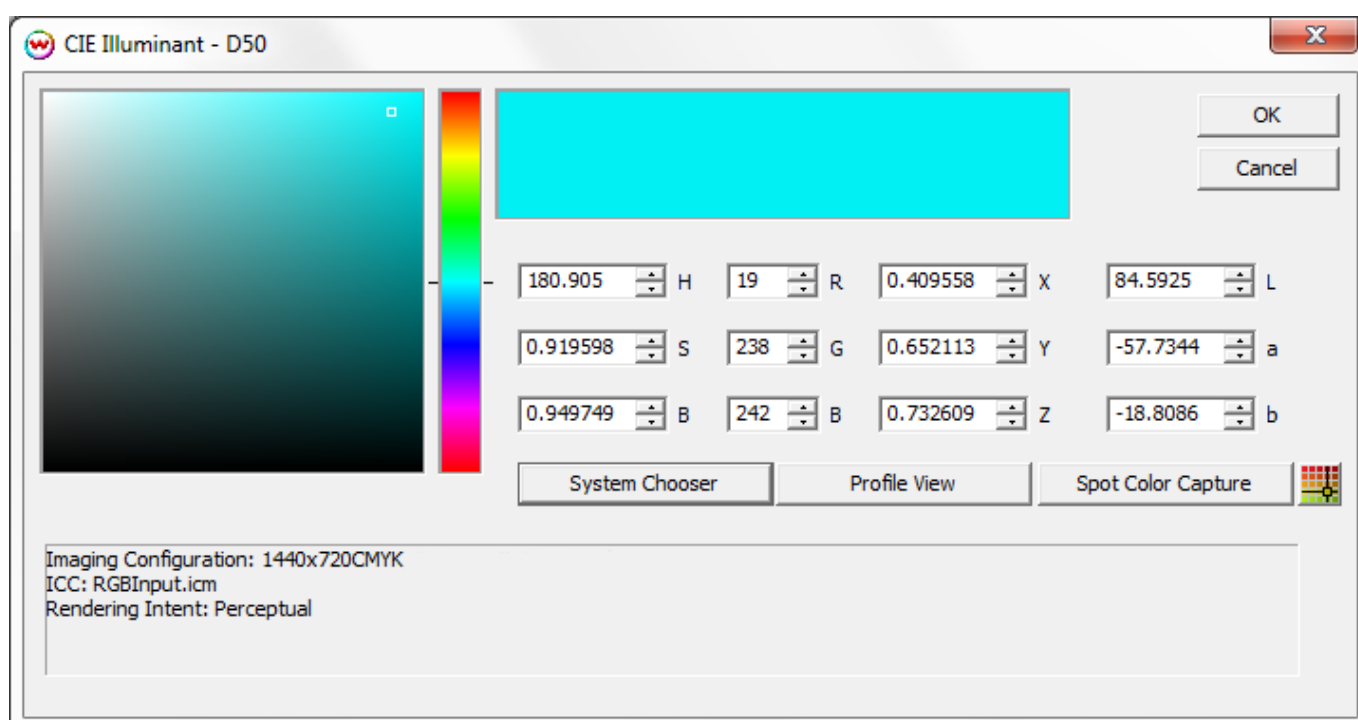 CIE Illuminant - D50
OK
Cancel
180.905 H 19 R 0.409558 X 84.5925 L
0.919598 S 238 G 0.652113 Y -57.7344 a
0.949749 B 242 B 0.732609 Z -18.8086 b
System Chooser Profile View Spot Color Capture
Imaging Configuration: 1440x720CMYK
ICC: RGBInput.icm
Rendering Intent: Perceptual